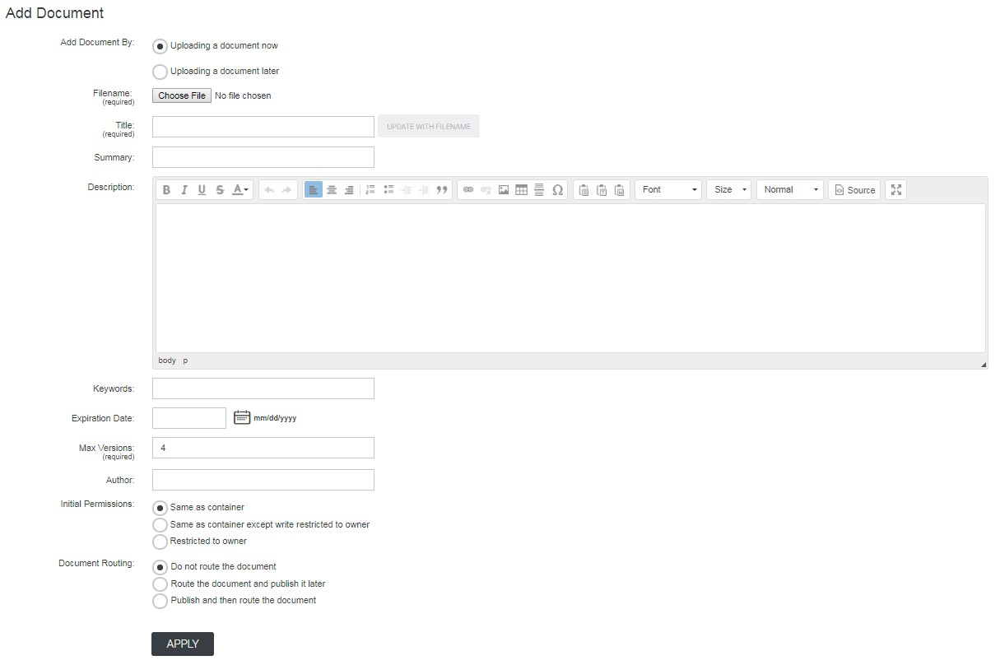 Add Document
Add Document By:
Uploading a document now
Uploading a document later
Filename:
(required)
Choose File No file chosen
Title:
(required)
UPDATE WITH FILENAME
Summary:
Description:
B I U S A
Font Size Normal Source
body p
Keywords:
Expiration Date:
mm/dd/yyyy
Max Versions:
(required)
4
Author:
Initial Permissions:
Same as container
Same as container except write restricted to owner
Restricted to owner
Document Routing:
Do not route the document
Route the document and publish it later
Publish and then route the document
APPLY